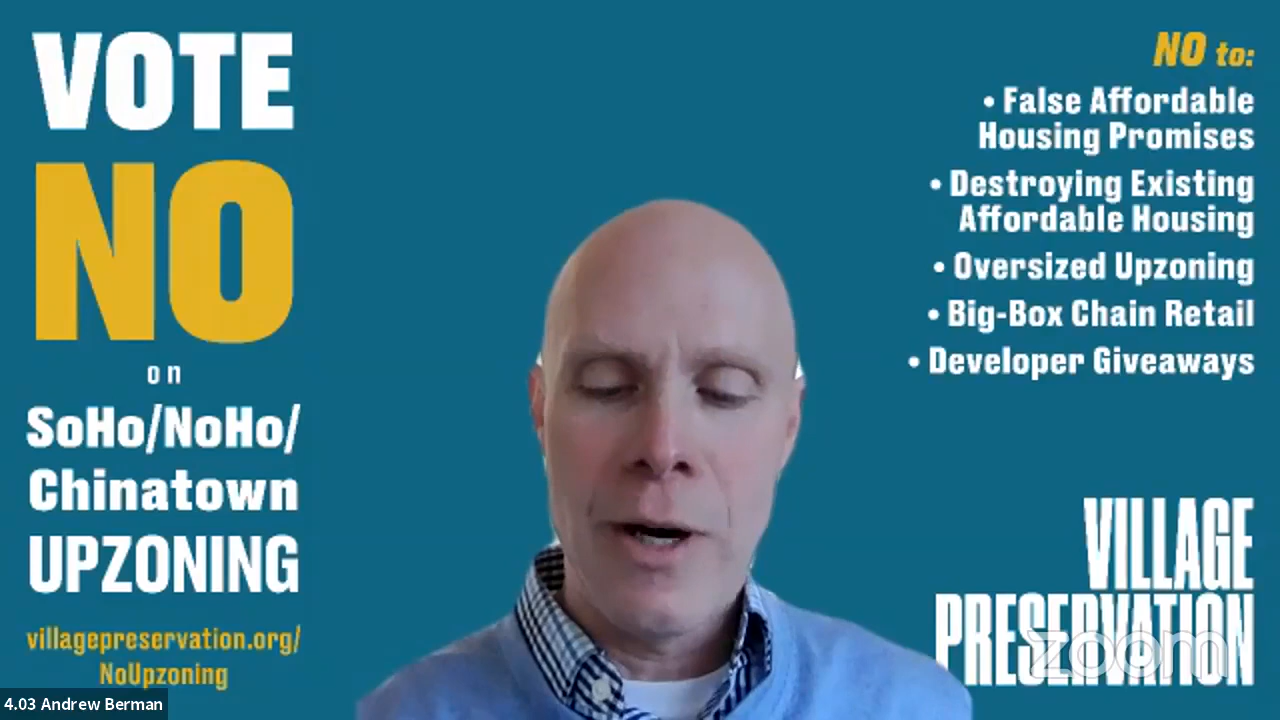 VOTE
NO
on
SoHo/NoHo/
Chinatown
UPZONING
villagepreservation.org/
NoUpzoning
4.03 Andrew Berman
NO to:
• False Affordable
Housing Promises
• Destroying Existing
Affordable Housing
• Oversized Upzoning
• Big-Box Chain Retail
• Developer Giveaways
VILLAGE
PRESERVATION
zoom